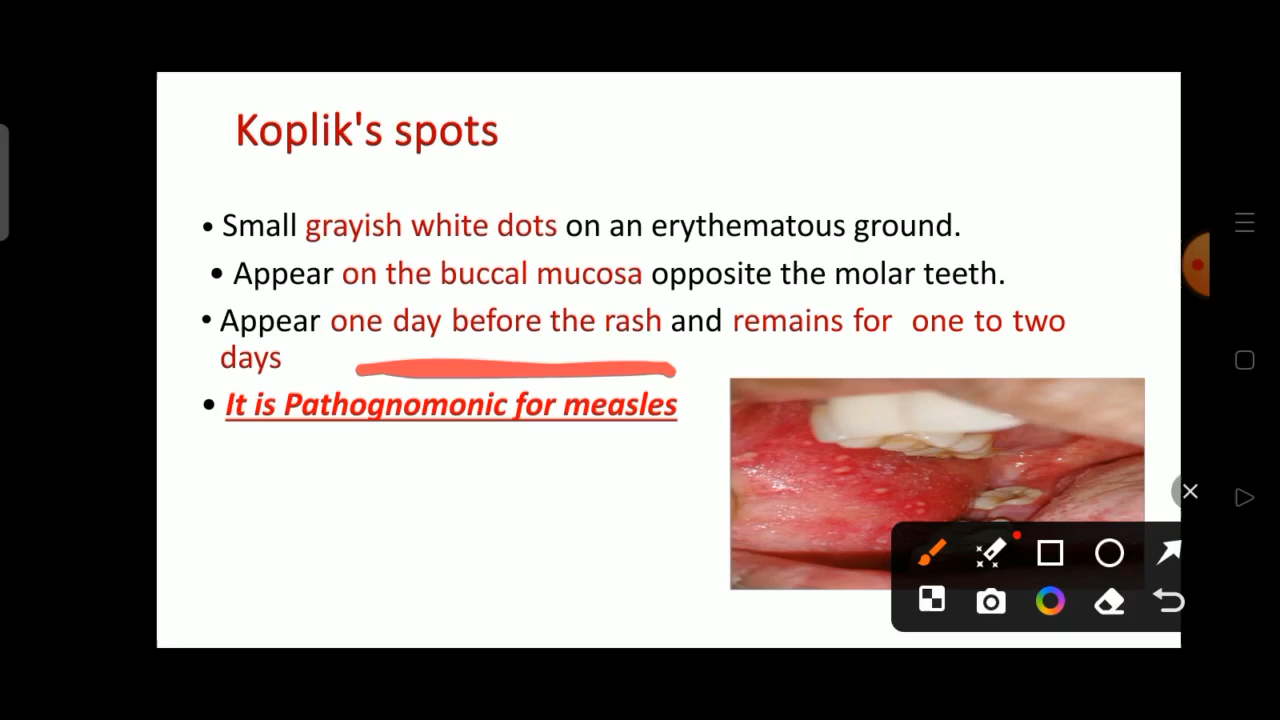 Koplik's spots
• Small grayish white dots on an erythematous ground.
• Appear on the buccal mucosa opposite the molar teeth.
• Appear one day before the rash and remains for one to two
days
• It is Pathognomonic for measles